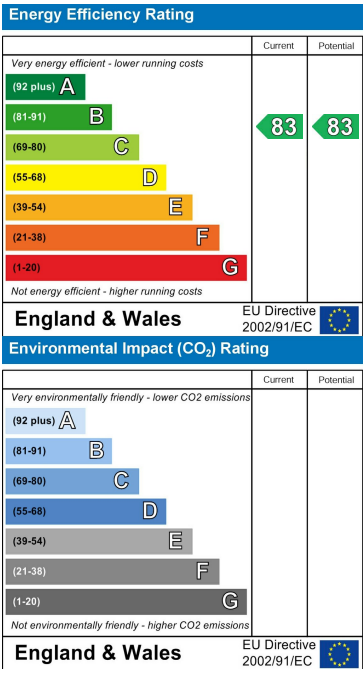 Energy Efficiency Rating
Current Potential
Very energy efficient - lower running costs
(92 plus) A
(81-91) B
83 83
(69-80) C
(55-68) D
(39-54) E
(21-38) F
(1-20) G
Not energy efficient - higher running costs
England & Wales
EU Directive
2002/91/EC
Environmental Impact (CO₂) Rating
Current Potential
Very environmentally friendly - lower CO2 emissions
(92 plus) A
(81-91) B
(69-80) C
(55-68) D
(39-54) E
(21-38) F
(1-20) G
Not environmentally friendly - higher CO2 emissions
England & Wales
EU Directive
2002/91/EC